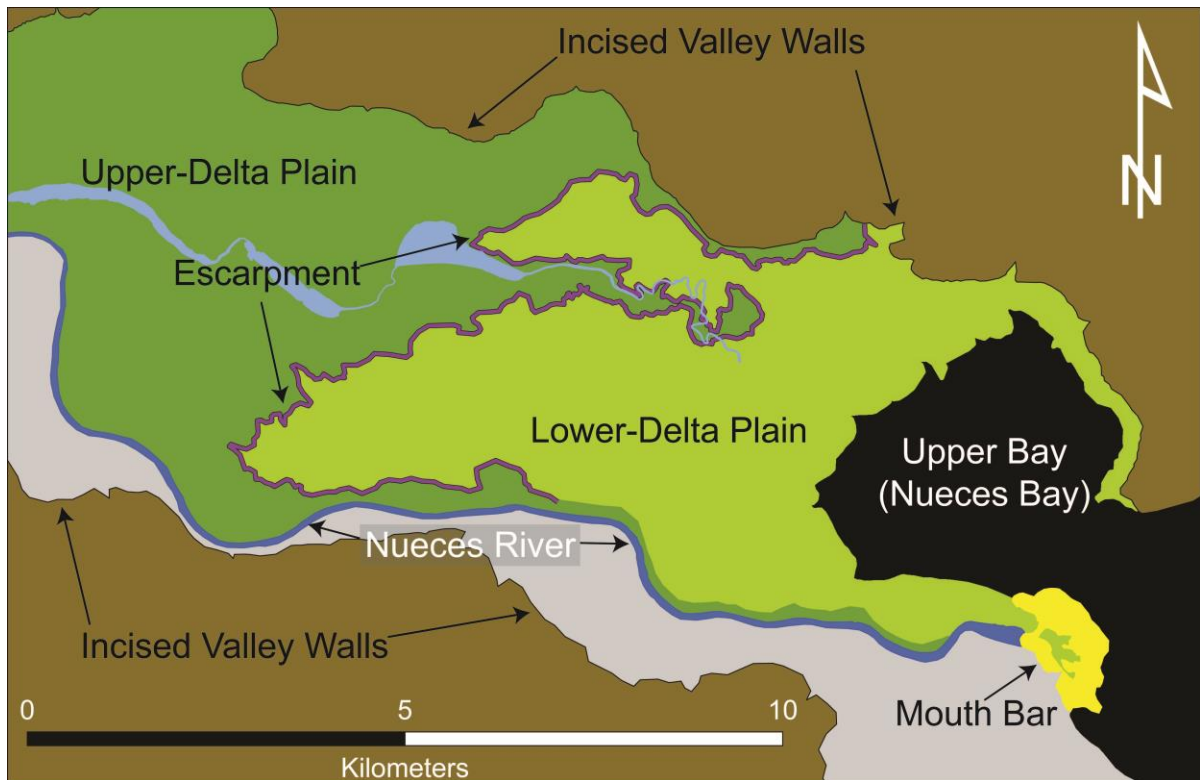 Incised Valley Walls
N
Upper-Delta Plain
Escarpment
Lower-Delta Plain
Upper Bay
(Nueces Bay)
Nueces River
Incised Valley Walls
Mouth Bar
0 5 10
Kilometers